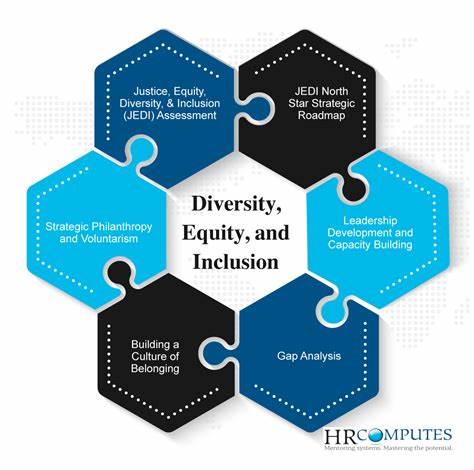 Justice, Equity,
Diversity, & Inclusion
(JEDI) Assessment
JEDI North
Star Strategic
Roadmap
Strategic Philanthropy
and Voluntarism
Diversity,
Equity, and
Inclusion
Leadership
Development and
Capacity Building
Building a
Culture of
Belonging
Gap Analysis
HRCOMPUTES
Mentoring systems. Mastering the potential.